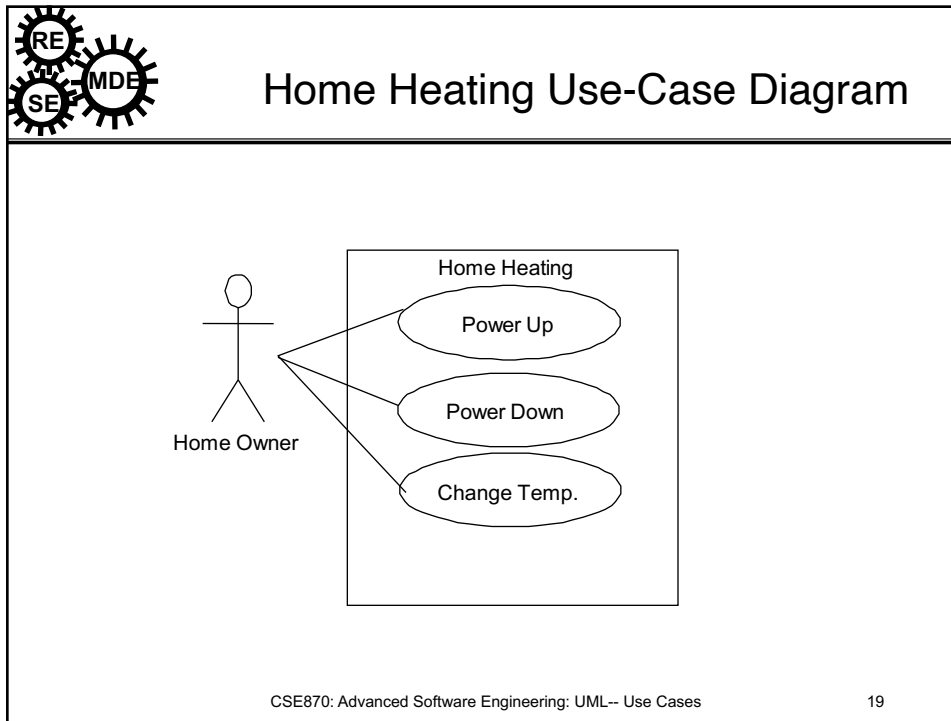 RE
MDE
SE
Home Heating Use-Case Diagram
Home Heating
Power Up
Power Down
Home Owner
Change Temp.
CSE870: Advanced Software Engineering: UML-- Use Cases
19